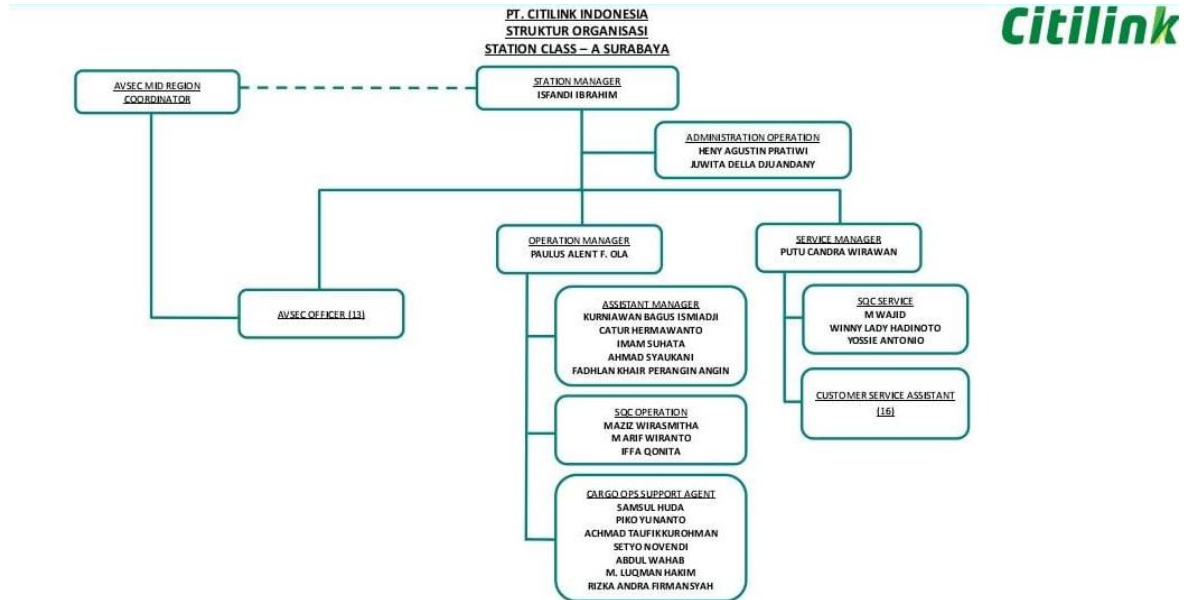 PT. CITILINK INDONESIA
STRUKTUR ORGANISASI
STATION CLASS – A SURABAYA
Citilink
AVSEC MID REGION
COORDINATOR
STATION MANAGER
ISFANDI IBRAHIM
ADMINISTRATION OPERATION
HENY AGUSTIN PRATIWI
JUWITA DELLA DJUANDANY
OPERATION MANAGER
PAULUS ALENT F. OLA
SERVICE MANAGER
PUTU CANDRA WIRAWAN
AVSEC OFFICER (13)
ASSISTANT MANAGER
KURNIAWAN BAGUS ISMIADJI
CATUR HERMAWANTO
IMAM SUHATA
AHMAD SYAUKANI
FADHLAN KHAIR PERANGIN ANGIN
SQC SERVICE
M WAJID
WINNY LADY HADINOTO
YOSSIE ANTONIO
CUSTOMER SERVICE ASSISTANT
(16)
SQC OPERATION
MAZIZ WIRASMITHA
M ARIF WIRANTO
IFFA QONITA
CARGO OPS SUPPORT AGENT
SAMSUL HUDA
PIKO YUNANTO
ACHMAD TAUFIKKUROHMAN
SETYO NOVENDI
ABDUL WAHAB
M. LUQMAN HAKIM
RIZKA ANDRA FIRMANSYAH